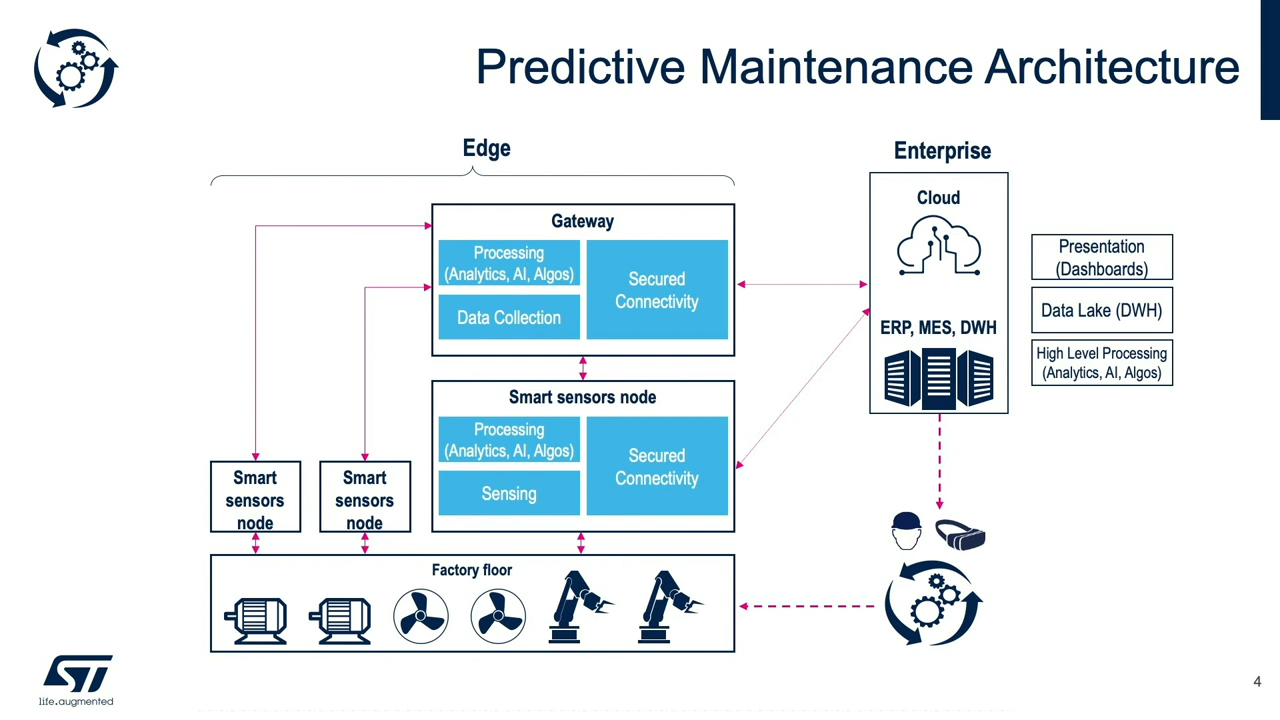 Predictive Maintenance Architecture
Edge
Enterprise
Gateway
Processing
(Analytics, AI, Algos)
Data Collection
Secured
Connectivity
Smart sensors node
Processing
(Analytics, AI, Algos)
Sensing
Secured
Connectivity
Smart
sensors
node
Smart
sensors
node
Factory floor
Cloud
ERP, MES, DWH
Presentation
(Dashboards)
Data Lake (DWH)
High Level Processing
(Analytics, AI, Algos)
ST
life.augmented
4